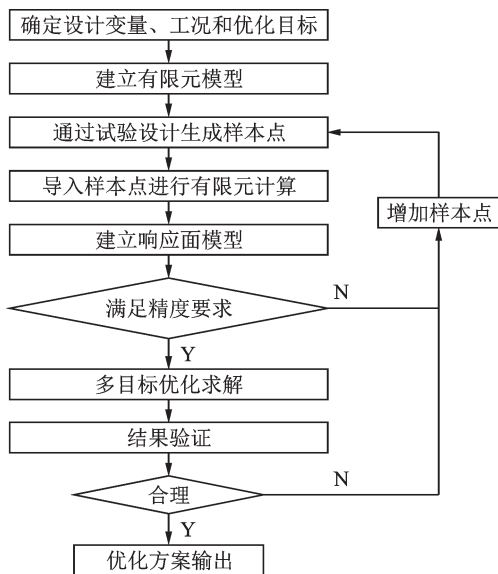 确定设计变量、工况和优化目标
建立有限元模型
通过试验设计生成样本点
导入样本点进行有限元计算
增加样本点
建立响应面模型
满足精度要求
N
Y
多目标优化求解
结果验证
合理
N
Y
优化方案输出